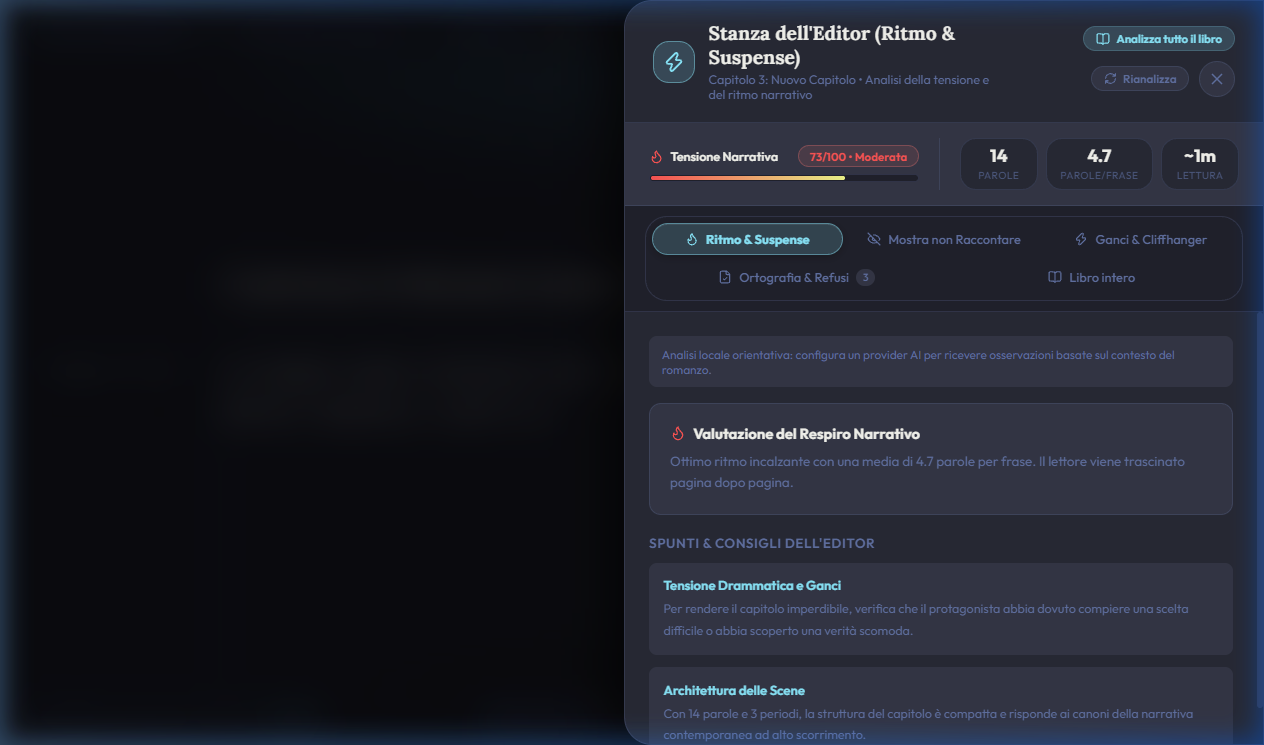 Stanza dell'Editor (Ritmo &
Suspense)
Capitolo 3: Nuovo Capitolo • Analisi della tensione e
del ritmo narrativo
Analizza tutto il libro
Rianalizza
Tensione Narrativa
73/100 • Moderata
14
PAROLE
4.7
PAROLE/FRASE
~1m
LETTURA
Ritmo & Suspense
Mostra non Raccontare
Ganci & Cliffhanger
Ortografia & Refusi 3
Libro intero
Analisi locale orientativa: configura un provider AI per ricevere osservazioni basate sul contesto del
romanzo.
Valutazione del Respiro Narrativo
Ottimo ritmo incalzante con una media di 4.7 parole per frase. Il lettore viene trascinato
pagina dopo pagina.
SPUNTI & CONSIGLI DELL'EDITOR
Tensione Drammatica e Ganci
Per rendere il capitolo imperdibile, verifica che il protagonista abbia dovuto compiere una scelta
difficile o abbia scoperto una verità scomoda.
Architettura delle Scene
Con 14 parole e 3 periodi, la struttura del capitolo è compatta e risponde ai canoni della narrativa
contemporanea ad alto scorrimento.